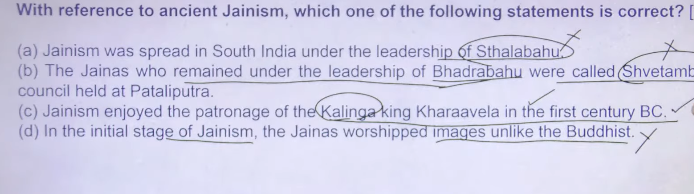 With reference to ancient Jainism, which one of the following statements is correct? [
(a) Jainism was spread in South India under the leadership of Sthalabahu.
(b) The Jainas who remained under the leadership of Bhadrabahu were called Shvetamb
council held at Pataliputra.
(c) Jainism enjoyed the patronage of the Kalinga king Kharaavela in the first century BC.
(d) In the initial stage of Jainism, the Jainas worshipped images unlike the Buddhist.